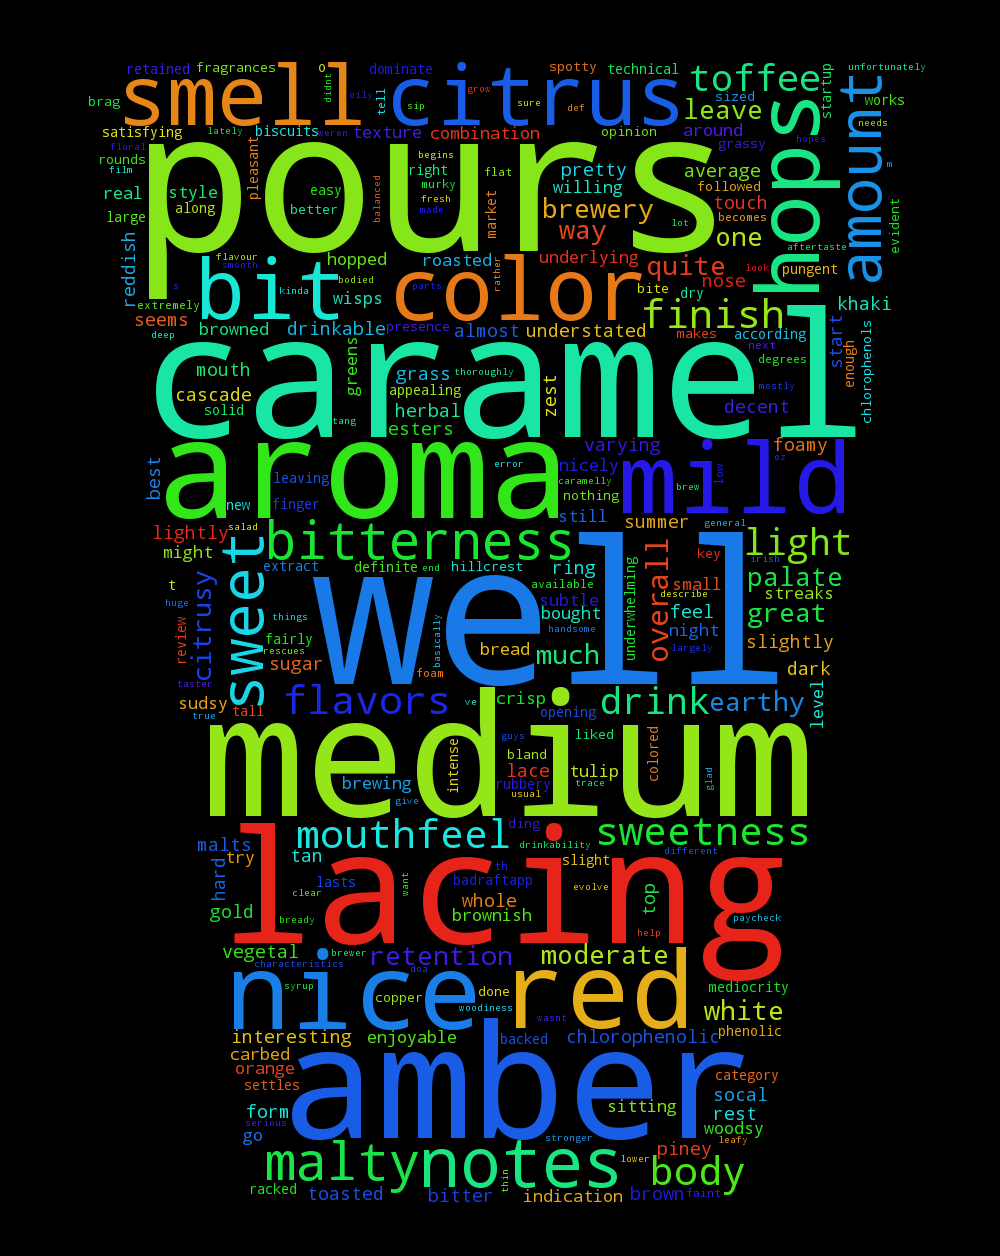 retained fragrances O dominate spotty technical toffee unfortunately
smell didnt oily tell citrus grow sip sure def sized startup
brag leave amount works needs
satisfying lately biscuits weren texture combination opinion around hops hopes
floral pours begins grassy
rounds film pleasant right flat pretty average m
real style easy murky balanced fresh willing followed
large along better made market brewery touch becomes evident
reddish way lot one aftertaste
flavour hopped roasted rather underlying quite look pungent
smooth bit bodied color nose
s kinda wisps parts bite dry khaki
extremely seems browned drinkable presence almost understated finish makes according start
deep caramel next enough
mouth greens grass thoroughly degrees chlorophenols
cascade appealing zest mostly
solid herbal decent
tang esters
aroma varying foamy
best error nicely mild oz
leaving caramelly low
new finger nothing brew
lightly salad bitterness still summer general
might sweet light
extract definite end hillcrest ring key irish
t available small palate
huge citrusy well subtle describe streaks
things bought underwhelming feel great
review fairly basically handsome overall night
rescues bread much largely slightly
sugar foam dark
taster
sudsy flavors ve crisp drink earthy level
true tall opening
medium guys liked
intense bland colored
brewing lace tulip glad
rubbery trace
give usual
mouthfeel ding sweetness
malts drinkability different
try tan slight
hard lasts th badraftapp
clear want lacing evolve
gold whole top
bready brownish paycheck
help
vegetal brewer retention moderate
characteristics doa
nice syrup red mediocrity
copper done white
woodiness wasnt phenolic
interesting enjoyable backed chlorophenolic
carbed amber
orange category
settles socal
form sitting rest
serious woodsy
go stronger leafy
malty notes piney
lower body
racked toasted bitter thin indication brown faint